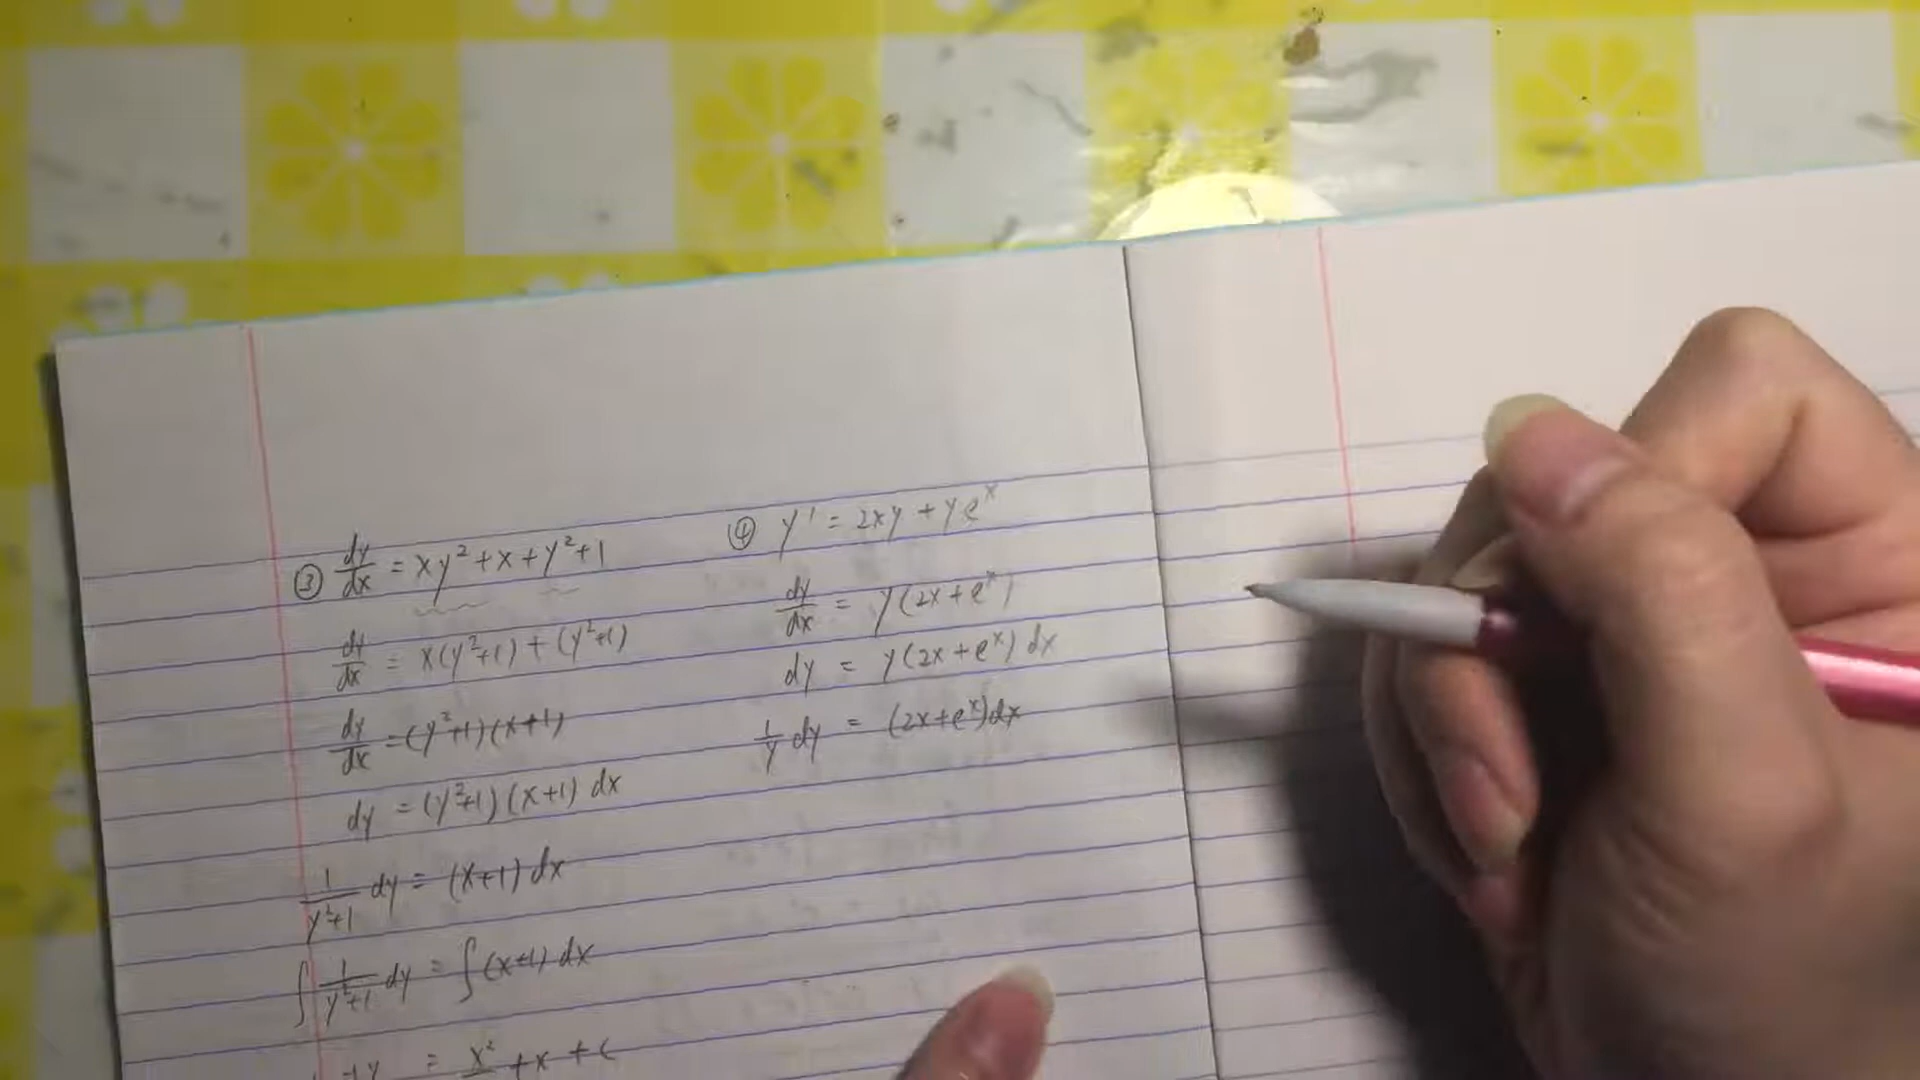 ③ dy/dx = xy² + x + y² + 1
dy/dx = x(y²+1) + (y²+1)
dy/dx = (y²+1)(x+1)
dy = (y²+1)(x+1) dx
1/(y²+1) dy = (x+1) dx
∫ 1/(y²+1) dy = ∫(x+1) dx
= x² + x + C
④ y' = 2xy + ye^x
dy/dx = y(2x+e^x)
dy = y(2x+e^x) dx
1/y dy = (2x+e^x)dx